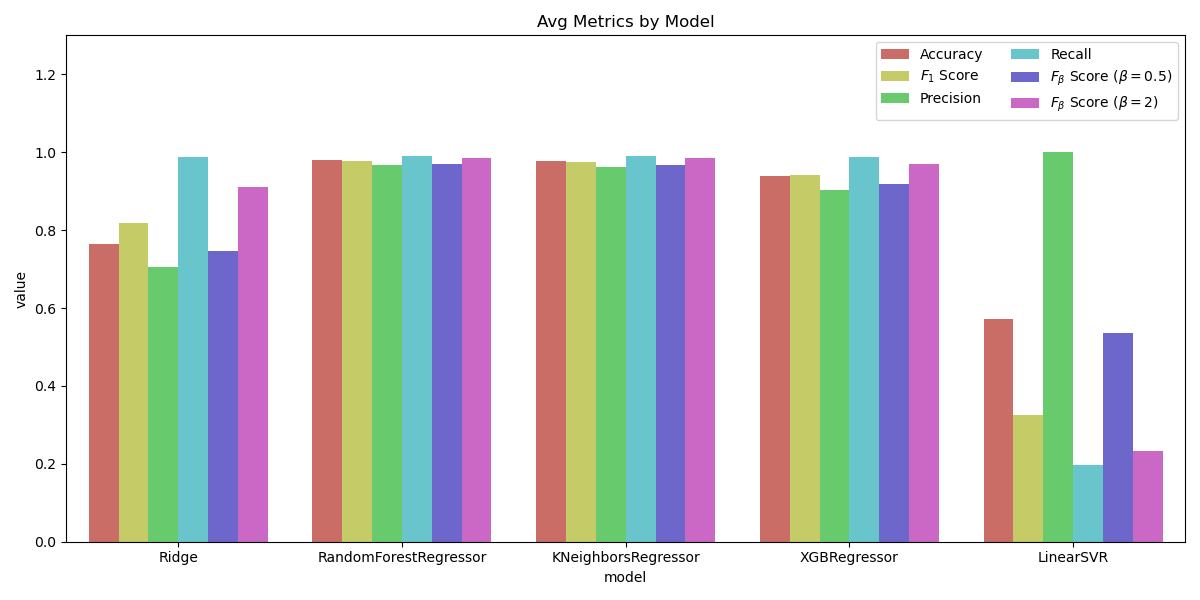 Avg Metrics by Model
Accuracy
F₁ Score
Precision
Recall
Fᵦ Score (β = 0.5)
Fᵦ Score (β = 2)
value
1.2
1.0
0.8
0.6
0.4
0.2
0.0
Ridge
RandomForestRegressor
KNeighborsRegressor
XGBRegressor
LinearSVR
model